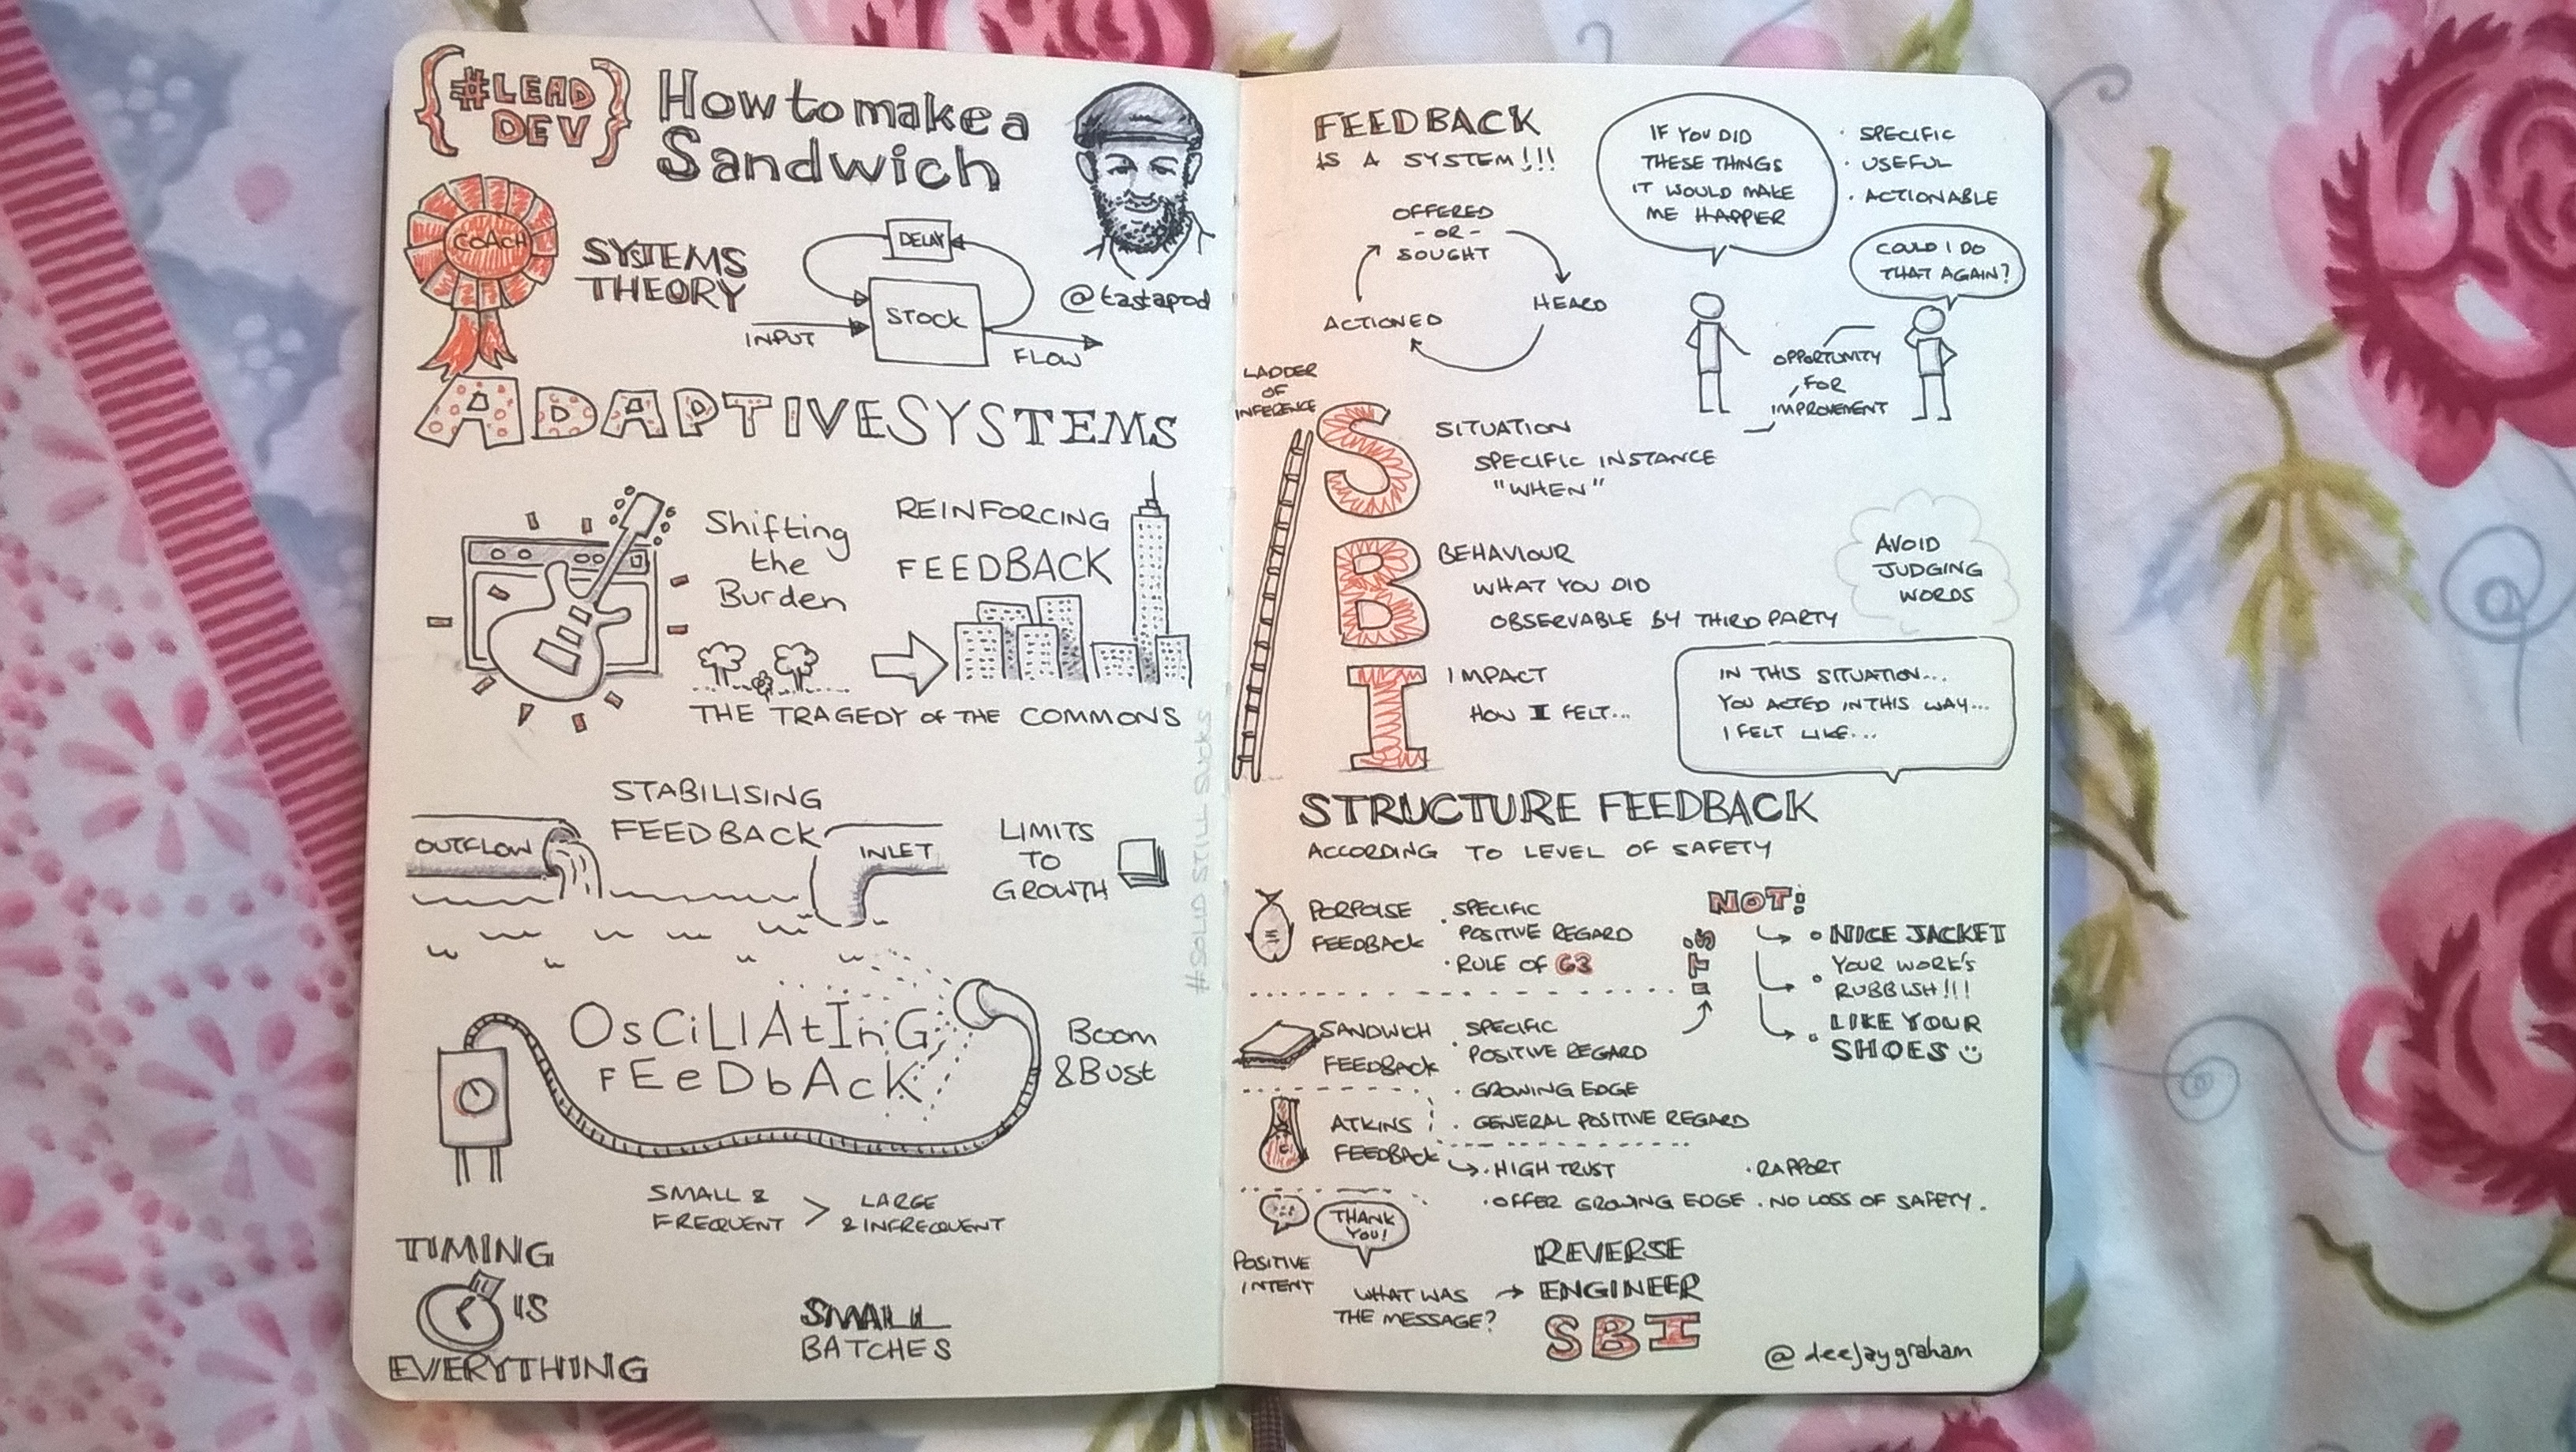 {#LEAD
DEV}
How to make a
Sandwich
COACH
SYSTEMS
THEORY
INPUT
STOCK
DELAY
FLOW
@tastapod
ADAPTIVE SYSTEMS
Shifting
the
Burden
REINFORCING
FEEDBACK
THE TRAGEDY of THE COMMONS
STABILISING
FEEDBACK
OUTFLOW
INLET
LIMITS
TO
GROWTH
OsCiLlAtInG
fEeDbAck
BOOM
& BUST
TIMING
IS
EVERYTHING
SMALL &
FREQUENT
>
LARGE
& INFREQUENT
SMALL
BATCHES
#SOLID STILL SUCKS
FEEDBACK
IS A SYSTEM!!!
OFFERED
-OR-
SOUGHT
HEARD
ACTIONED
IF YOU DID
THESE THINGS
IT WOULD MAKE
ME HAPPIER
· SPECIFIC
· USEFUL
· ACTIONABLE
OPPORTUNITY
FOR
IMPROVEMENT
COULD I DO
THAT AGAIN?
LADDER
OF
INFERENCE
S
SITUATION
SPECIFIC INSTANCE
"WHEN"
B
BEHAVIOUR
WHAT YOU DID
OBSERVABLE BY THIRD PARTY
AVOID
JUDGING
WORDS
I
IMPACT
HOW I FELT...
IN THIS SITUATION...
YOU ACTED IN THIS WAY...
I FELT LIKE...
STRUCTURE FEEDBACK
ACCORDING TO LEVEL OF SAFETY
PORPOISE
FEEDBACK
· SPECIFIC
POSITIVE REGARD
· RULE OF G3
NOT:
· NICE JACKET
· YOUR WORK'S
RUBBISH!!!
· LIKE YOUR
SHOES
SANDWICH
FEEDBACK
· SPECIFIC
POSITIVE REGARD
· GROWING EDGE
ATKINS
FEEDBACK
· GENERAL POSITIVE REGARD
· HIGH TRUST
· RAPPORT
THANK
YOU!
· OFFER GROWING EDGE · NO LOSS OF SAFETY.
POSITIVE
INTENT
WHAT WAS
THE MESSAGE?
REVERSE
ENGINEER
SBI
@deejaygraham